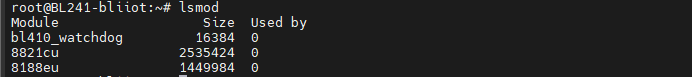 root@BL241-bliiot:~# lsmod
Module                  Size  Used by
bl410_watchdog         16384  0
8821cu               2535424  0
8188eu               1449984  0